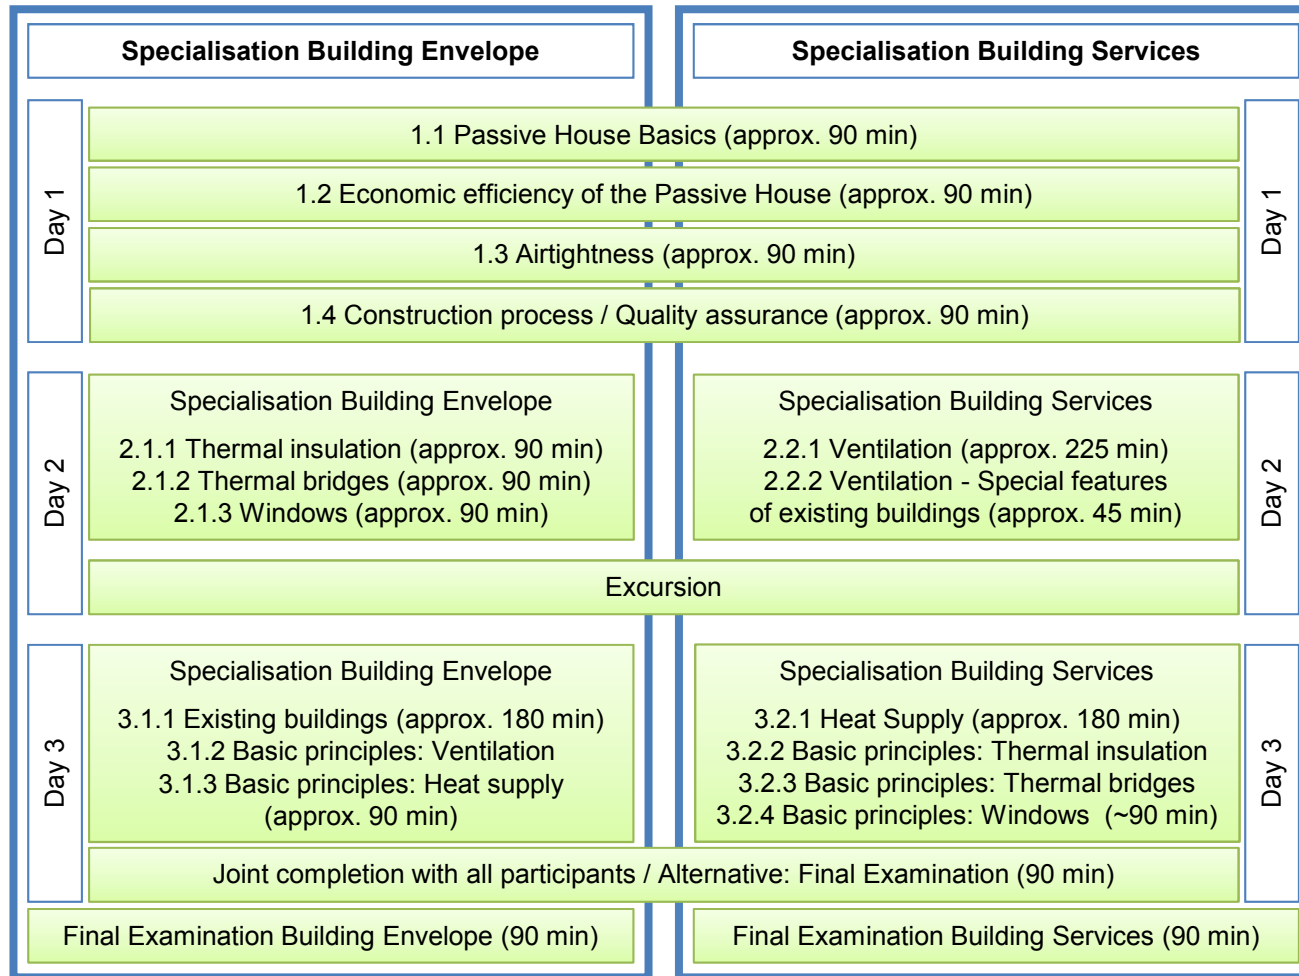 Specialisation Building Envelope
Specialisation Building Services
Day 1
1.1 Passive House Basics (approx. 90 min)
1.2 Economic efficiency of the Passive House (approx. 90 min)
1.3 Airtightness (approx. 90 min)
1.4 Construction process / Quality assurance (approx. 90 min)
Day 1
Day 2
Specialisation Building Envelope
2.1.1 Thermal insulation (approx. 90 min)
2.1.2 Thermal bridges (approx. 90 min)
2.1.3 Windows (approx. 90 min)
Specialisation Building Services
2.2.1 Ventilation (approx. 225 min)
2.2.2 Ventilation - Special features
of existing buildings (approx. 45 min)
Day 2
Excursion
Day 3
Specialisation Building Envelope
3.1.1 Existing buildings (approx. 180 min)
3.1.2 Basic principles: Ventilation
3.1.3 Basic principles: Heat supply
(approx. 90 min)
Specialisation Building Services
3.2.1 Heat Supply (approx. 180 min)
3.2.2 Basic principles: Thermal insulation
3.2.3 Basic principles: Thermal bridges
3.2.4 Basic principles: Windows (~90 min)
Day 3
Joint completion with all participants / Alternative: Final Examination (90 min)
Final Examination Building Envelope (90 min)
Final Examination Building Services (90 min)